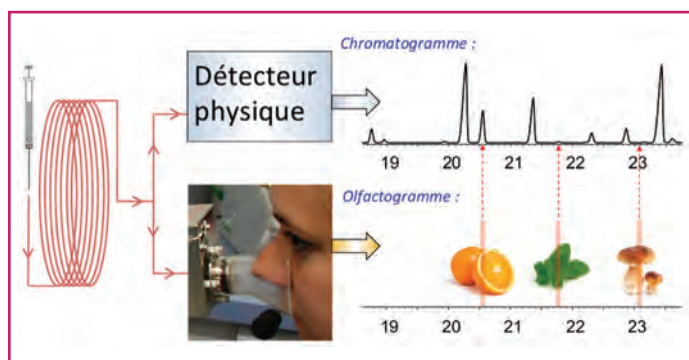 Chromatogramme :
Détecteur
physique
19 20 21 22 23
Olfactogramme :
19 20 21 22 23